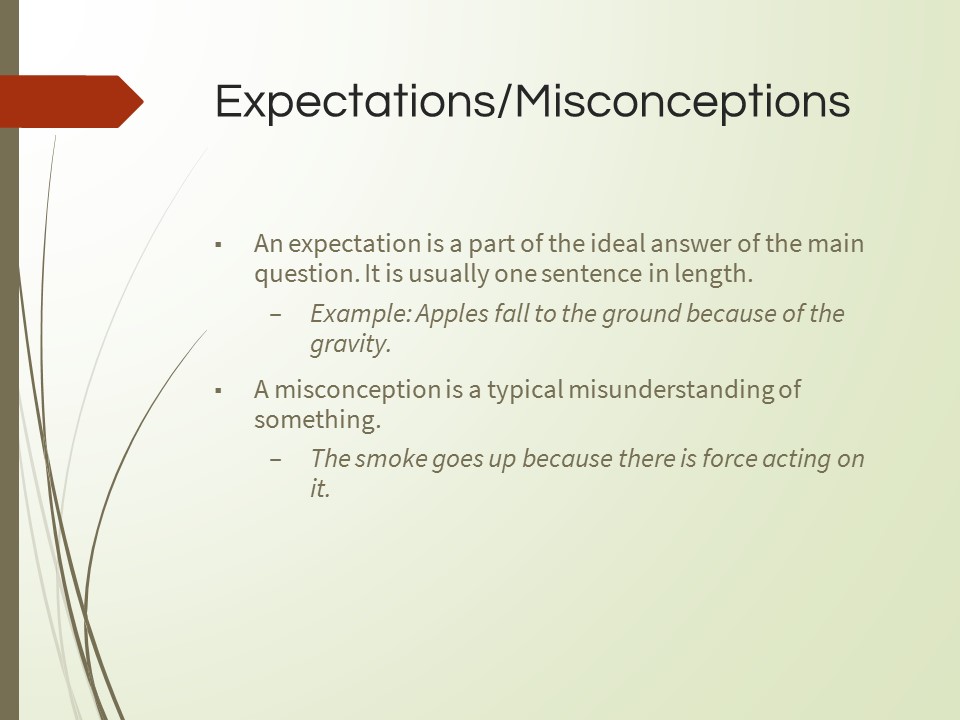 Expectations/Misconceptions
▪ An expectation is a part of the ideal answer of the main
question. It is usually one sentence in length.
– Example: Apples fall to the ground because of the
gravity.
▪ A misconception is a typical misunderstanding of
something.
– The smoke goes up because there is force acting on
it.